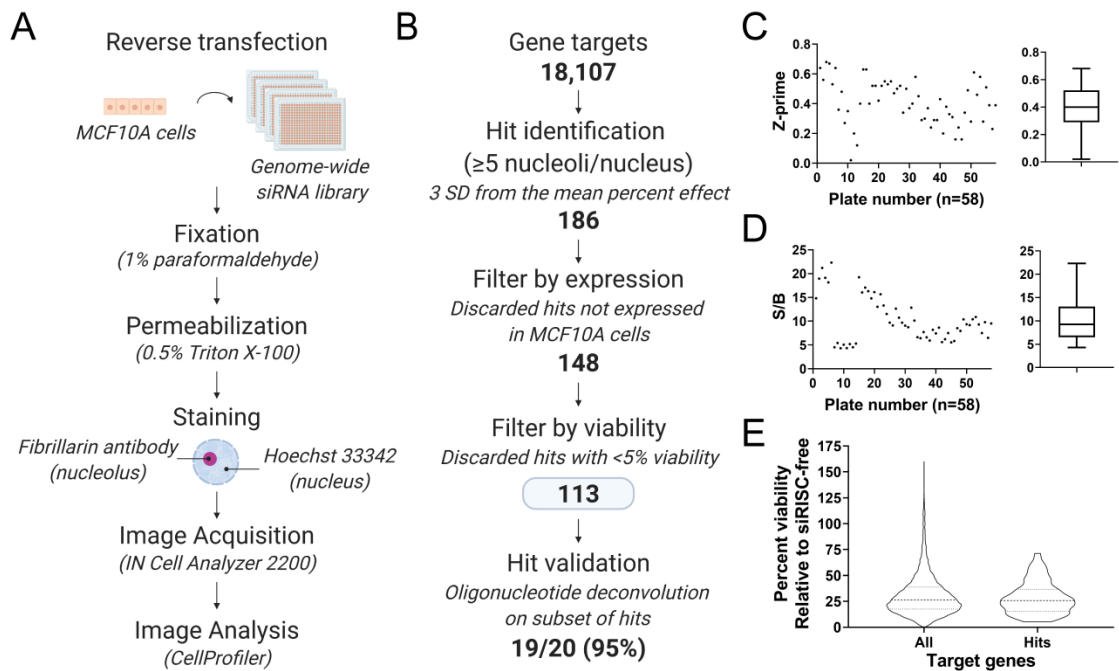 A
Reverse transfection
MCF10A cells
Genome-wide
siRNA library
Fixation
(1% paraformaldehyde)
Permeabilization
(0.5% Triton X-100)
Staining
Fibrillarin antibody
(nucleolus)
Hoechst 33342
(nucleus)
Image Acquisition
(IN Cell Analyzer 2200)
Image Analysis
(CellProfiler)
B
Gene targets
18,107
Hit identification
(≥5 nucleoli/nucleus)
3 SD from the mean percent effect
186
Filter by expression
Discarded hits not expressed
in MCF10A cells
148
Filter by viability
Discarded hits with <5% viability
113
Hit validation
Oligonucleotide deconvolution
on subset of hits
19/20 (95%)
C
Z-prime
0.8
0.6
0.4
0.2
0.0
0 10 20 30 40 50
Plate number (n=58)
0.8
0.6
0.4
0.2
0.0
D
S/B
25
20
15
10
5
0
0 10 20 30 40 50
Plate number (n=58)
25
20
15
10
5
0
E
Percent viability
Relative to siRISC-free
175
150
125
100
75
50
25
0
All Hits
Target genes